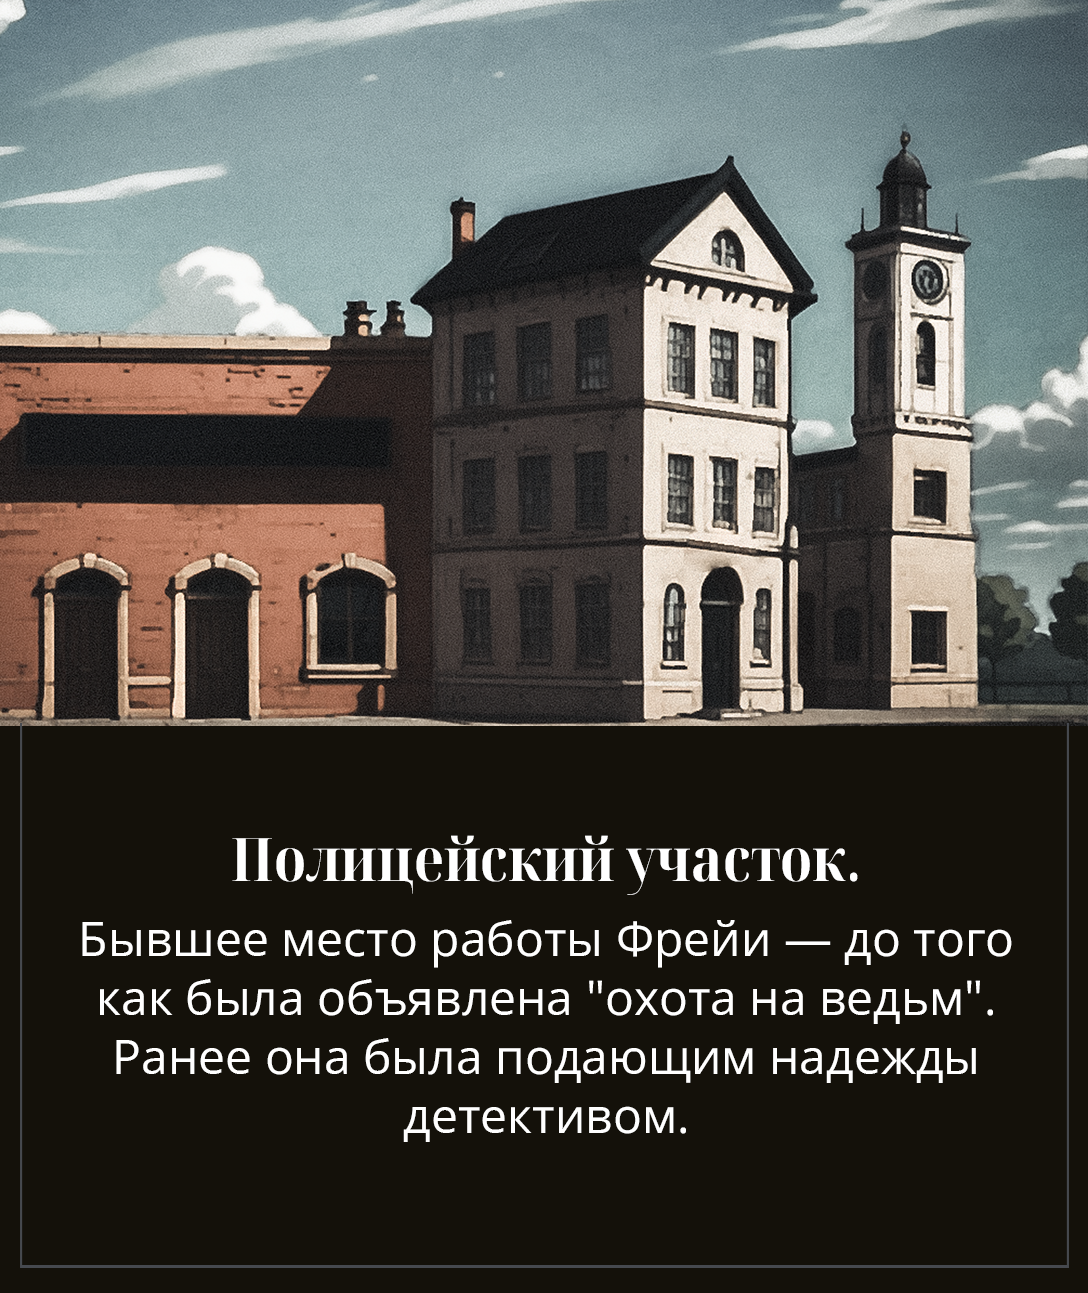 Полицейский участок.
Бывшее место работы Фрейи — до того
как была объявлена "охота на ведьм".
Ранее она была подающим надежды
детективом.